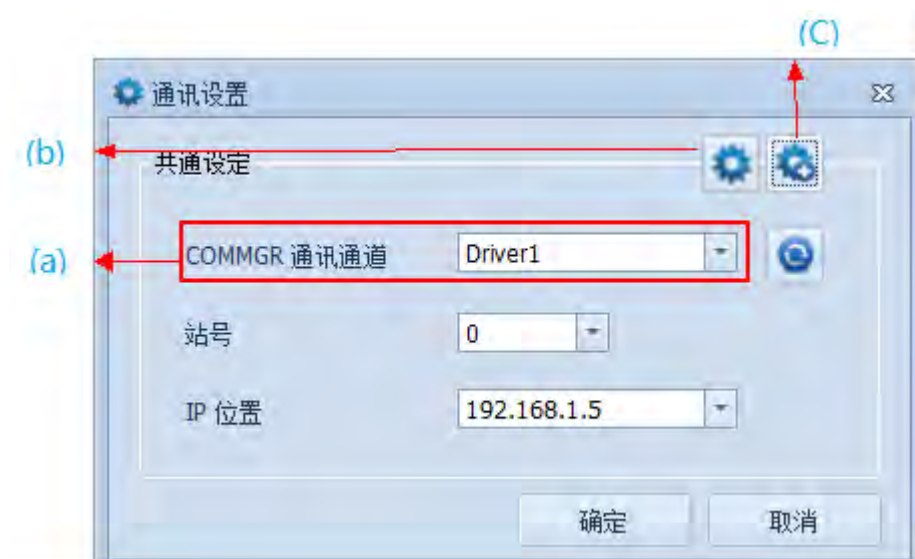 (C)
通讯设置
(b)
共通设定
(a)
COMMGR 通讯通道 Driver1
站号 0
IP 位置 192.168.1.5
确定 取消